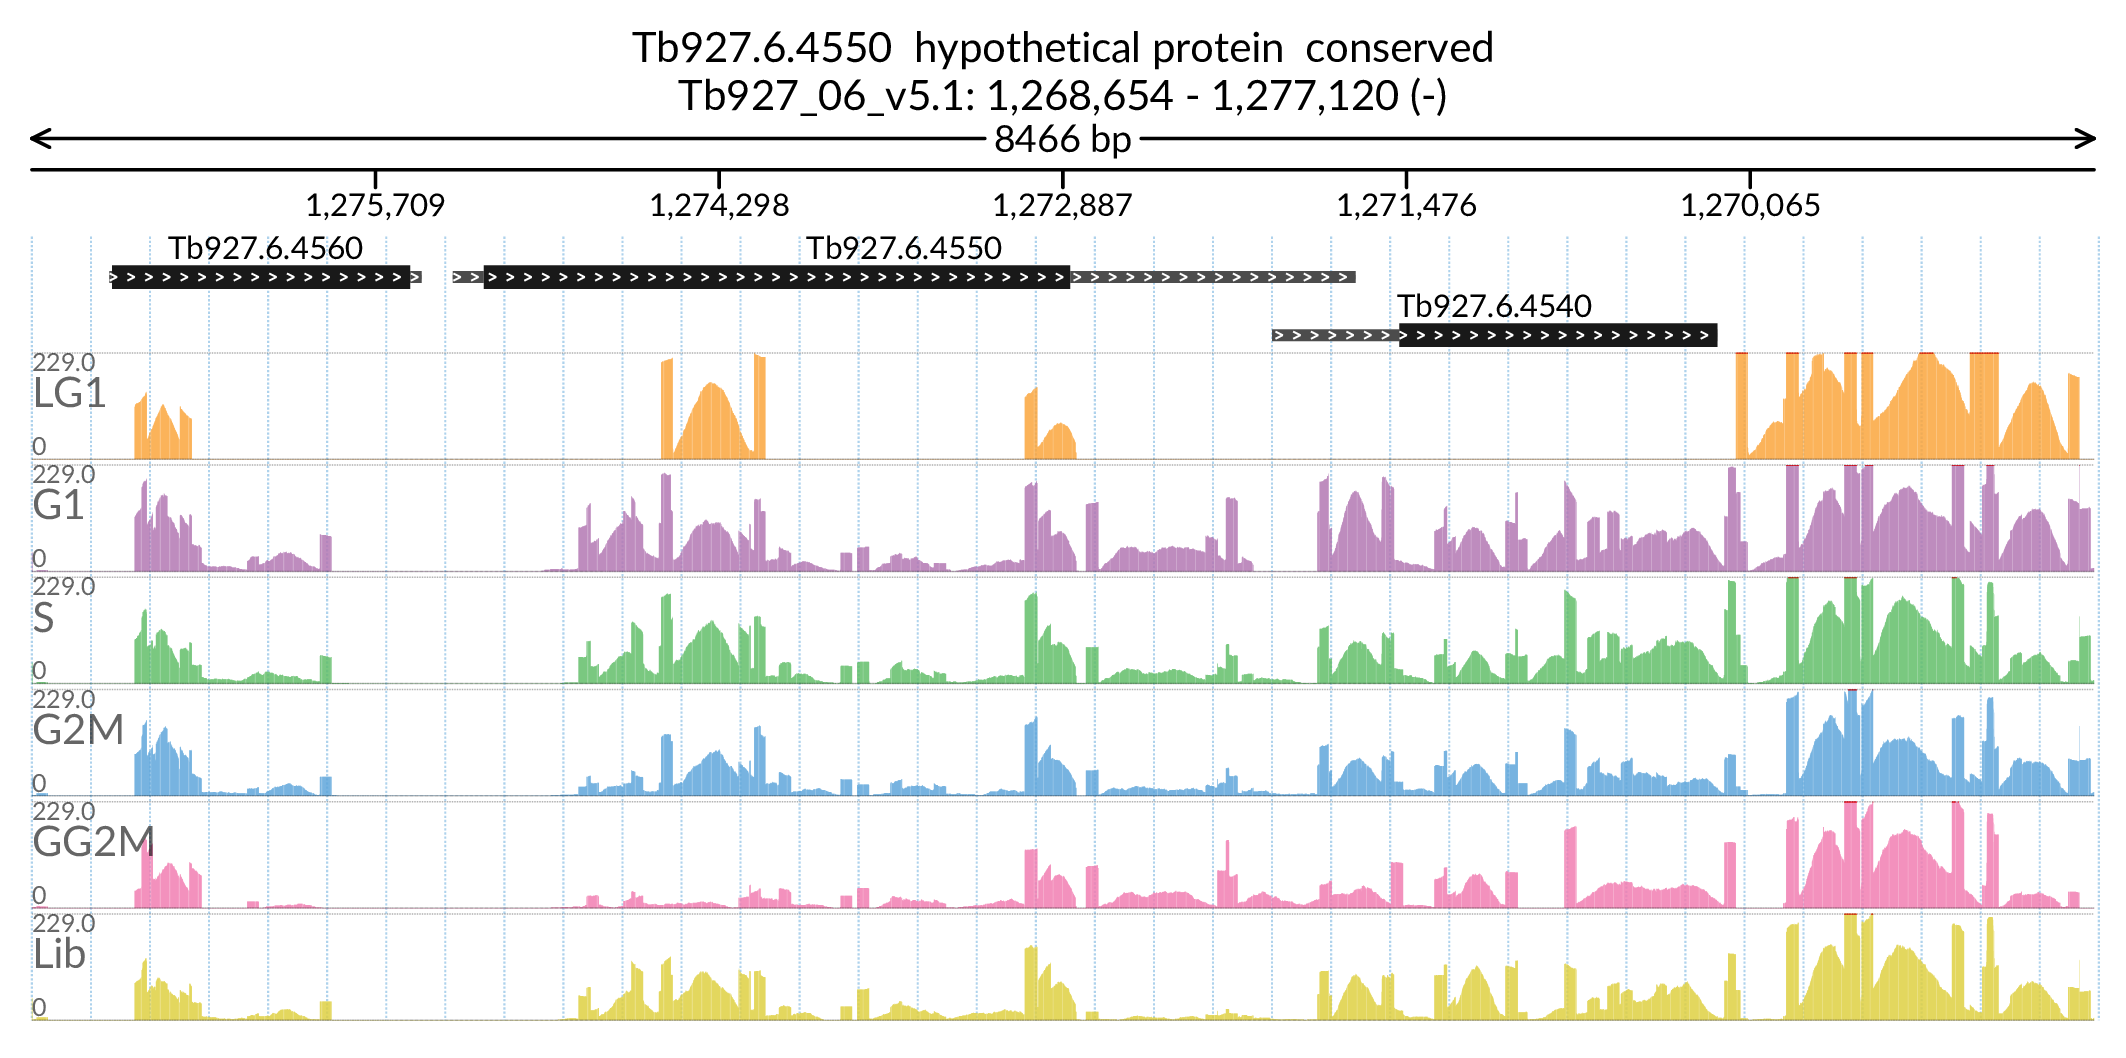 Tb927.6.4550  hypothetical protein  conserved
Tb927_06_v5.1: 1,268,654 - 1,277,120 (-)
8466 bp
1,275,709 1,274,298 1,272,887 1,271,476 1,270,065
Tb927.6.4560 Tb927.6.4550
Tb927.6.4540
229.0
LG1
0
229.0
G1
0
229.0
S
0
229.0
G2M
0
229.0
GG2M
0
229.0
Lib
0